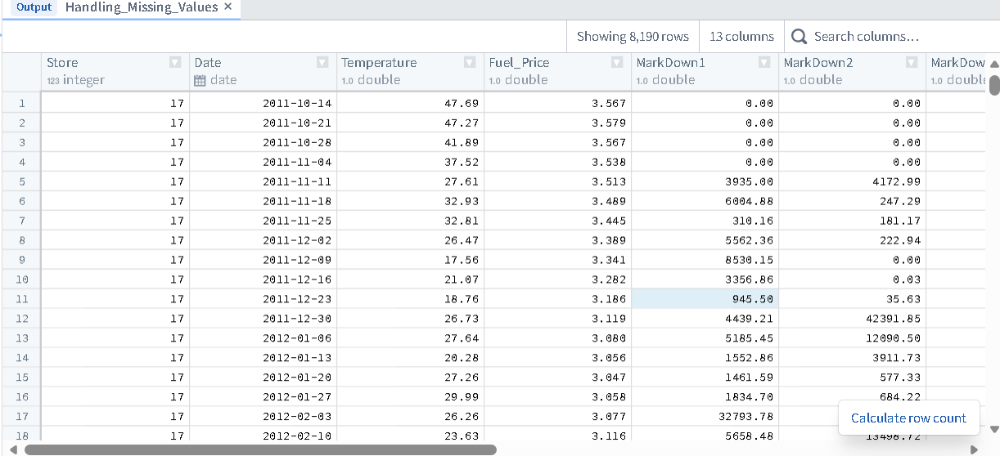 Output Handling_Missing_Values ×
Showing 8,190 rows 13 columns Search columns...
Store Date Temperature Fuel_Price MarkDown1 MarkDown2 MarkDow
123 integer date 1.0 double 1.0 double 1.0 double 1.0 double 1.0 double
1 17 2011-10-14 47.69 3.567 0.00 0.00
2 17 2011-10-21 47.27 3.579 0.00 0.00
3 17 2011-10-28 41.89 3.567 0.00 0.00
4 17 2011-11-04 37.52 3.538 0.00 0.00
5 17 2011-11-11 27.61 3.513 3935.00 4172.99
6 17 2011-11-18 32.93 3.489 6004.88 247.29
7 17 2011-11-25 32.81 3.445 310.16 181.17
8 17 2011-12-02 26.47 3.389 5562.36 222.94
9 17 2011-12-09 17.56 3.341 8530.15 0.00
10 17 2011-12-16 21.07 3.282 3356.86 0.03
11 17 2011-12-23 18.76 3.186 945.50 35.63
12 17 2011-12-30 26.73 3.119 4439.21 42391.85
13 17 2012-01-06 27.64 3.080 5185.45 12090.50
14 17 2012-01-13 20.28 3.056 1552.86 3911.73
15 17 2012-01-20 27.26 3.047 1461.59 577.33
16 17 2012-01-27 29.99 3.058 1834.70 684.22
17 17 2012-02-03 26.26 3.077 32793.78
Calculate row count
18 17 2012-02-10 23.63 3.116 5658.48 13498.72